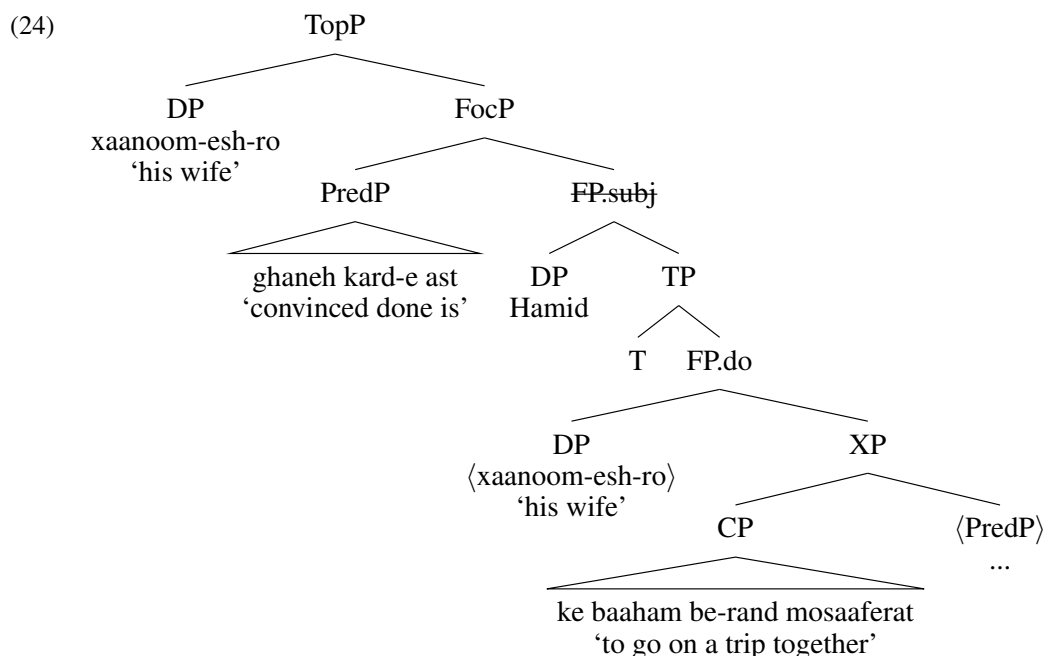 (24)
TopP
DP FocP
xaanoom-esh-ro
‘his wife’
PredP FP.subj
ghaneh kard-e ast DP TP
‘convinced done is’ Hamid
T FP.do
DP XP
⟨xaanoom-esh-ro⟩
‘his wife’
CP ⟨PredP⟩
...
ke baaham be-rand mosaaferat
‘to go on a trip together’